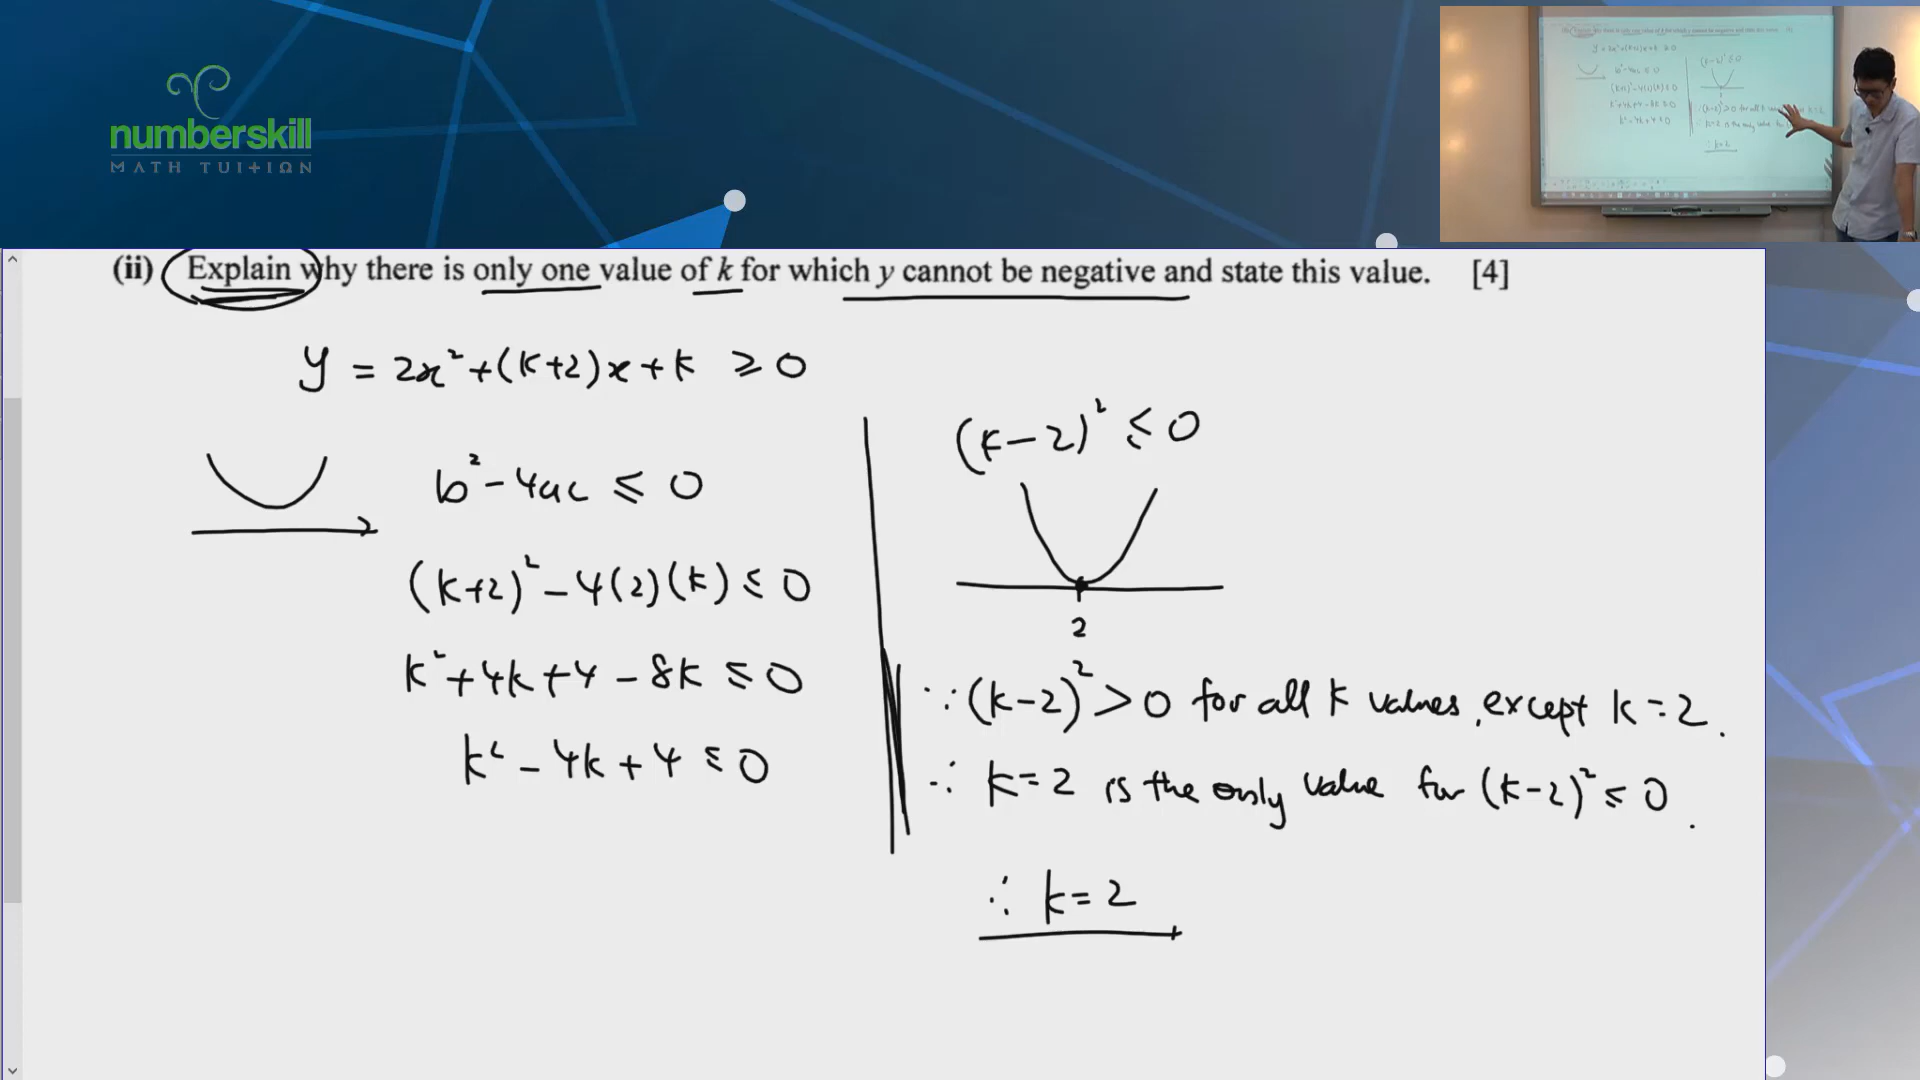 numberskill
MATH TUITION
(ii) Explain why there is only one value of k for which y cannot be negative and state this value. [4]
y = 2x² + (k+2)x + k ≥ 0
b² - 4ac ≤ 0
(k+2)² - 4(2)(k) ≤ 0
k² + 4k + 4 - 8k ≤ 0
k² - 4k + 4 ≤ 0
(k-2)² ≤ 0
2
∵ (k-2)² > 0 for all k values, except k = 2.
∴ k = 2 is the only value for (k-2)² ≤ 0.
∴ k = 2